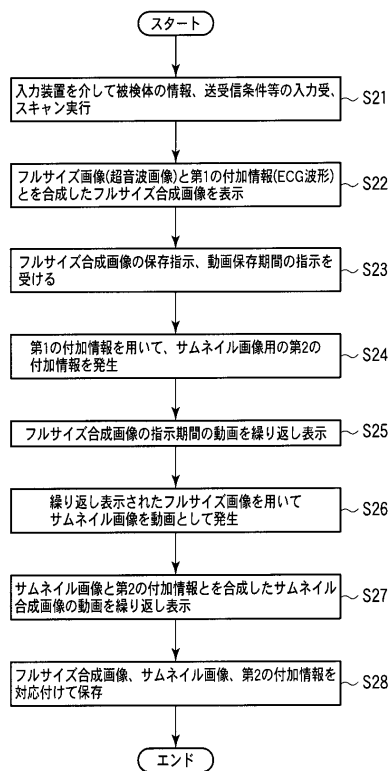 スタート
入力装置を介して被検体の情報、送受信条件等の入力受、
スキャン実行
S21
フルサイズ画像(超音波画像)と第1の付加情報(ECG波形)
とを合成したフルサイズ合成画像を表示
S22
フルサイズ合成画像の保存指示、動画保存期間の指示を
受ける
S23
第1の付加情報を用いて、サムネイル画像用の第2の
付加情報を発生
S24
フルサイズ合成画像の指示期間の動画を繰り返し表示
S25
繰り返し表示されたフルサイズ画像を用いて
サムネイル画像を動画として発生
S26
サムネイル画像と第2の付加情報とを合成したサムネイル
合成画像の動画を繰り返し表示
S27
フルサイズ合成画像、サムネイル画像、第2の付加情報を
対応付けて保存
S28
エンド